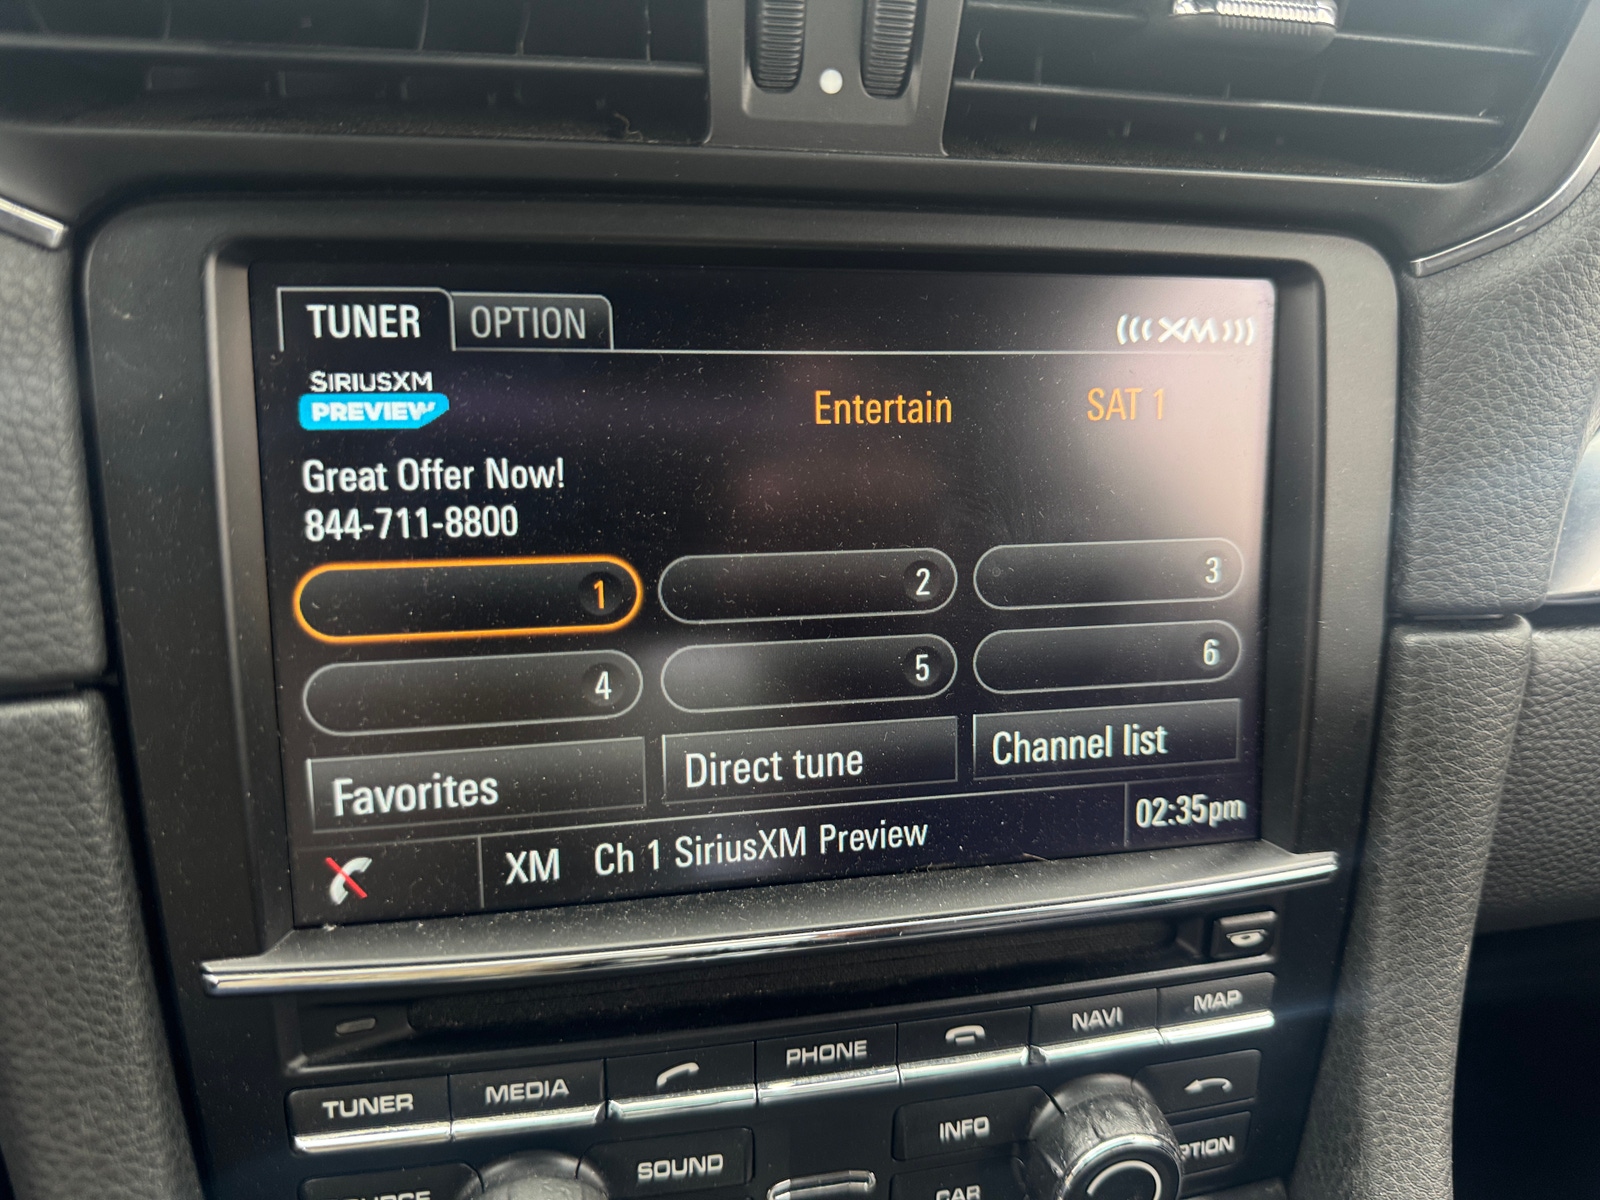 TUNER OPTION
(((XM)))
SIRIUSXM
PREVIEW
Entertain
SAT 1
Great Offer Now!
844-711-8800
1 2 3
4 5 6
Favorites
Direct tune
Channel list
XM Ch 1 SiriusXM Preview
02:35pm
TUNER
MEDIA
PHONE
NAVI
MAP
SOUND
INFO
CAR